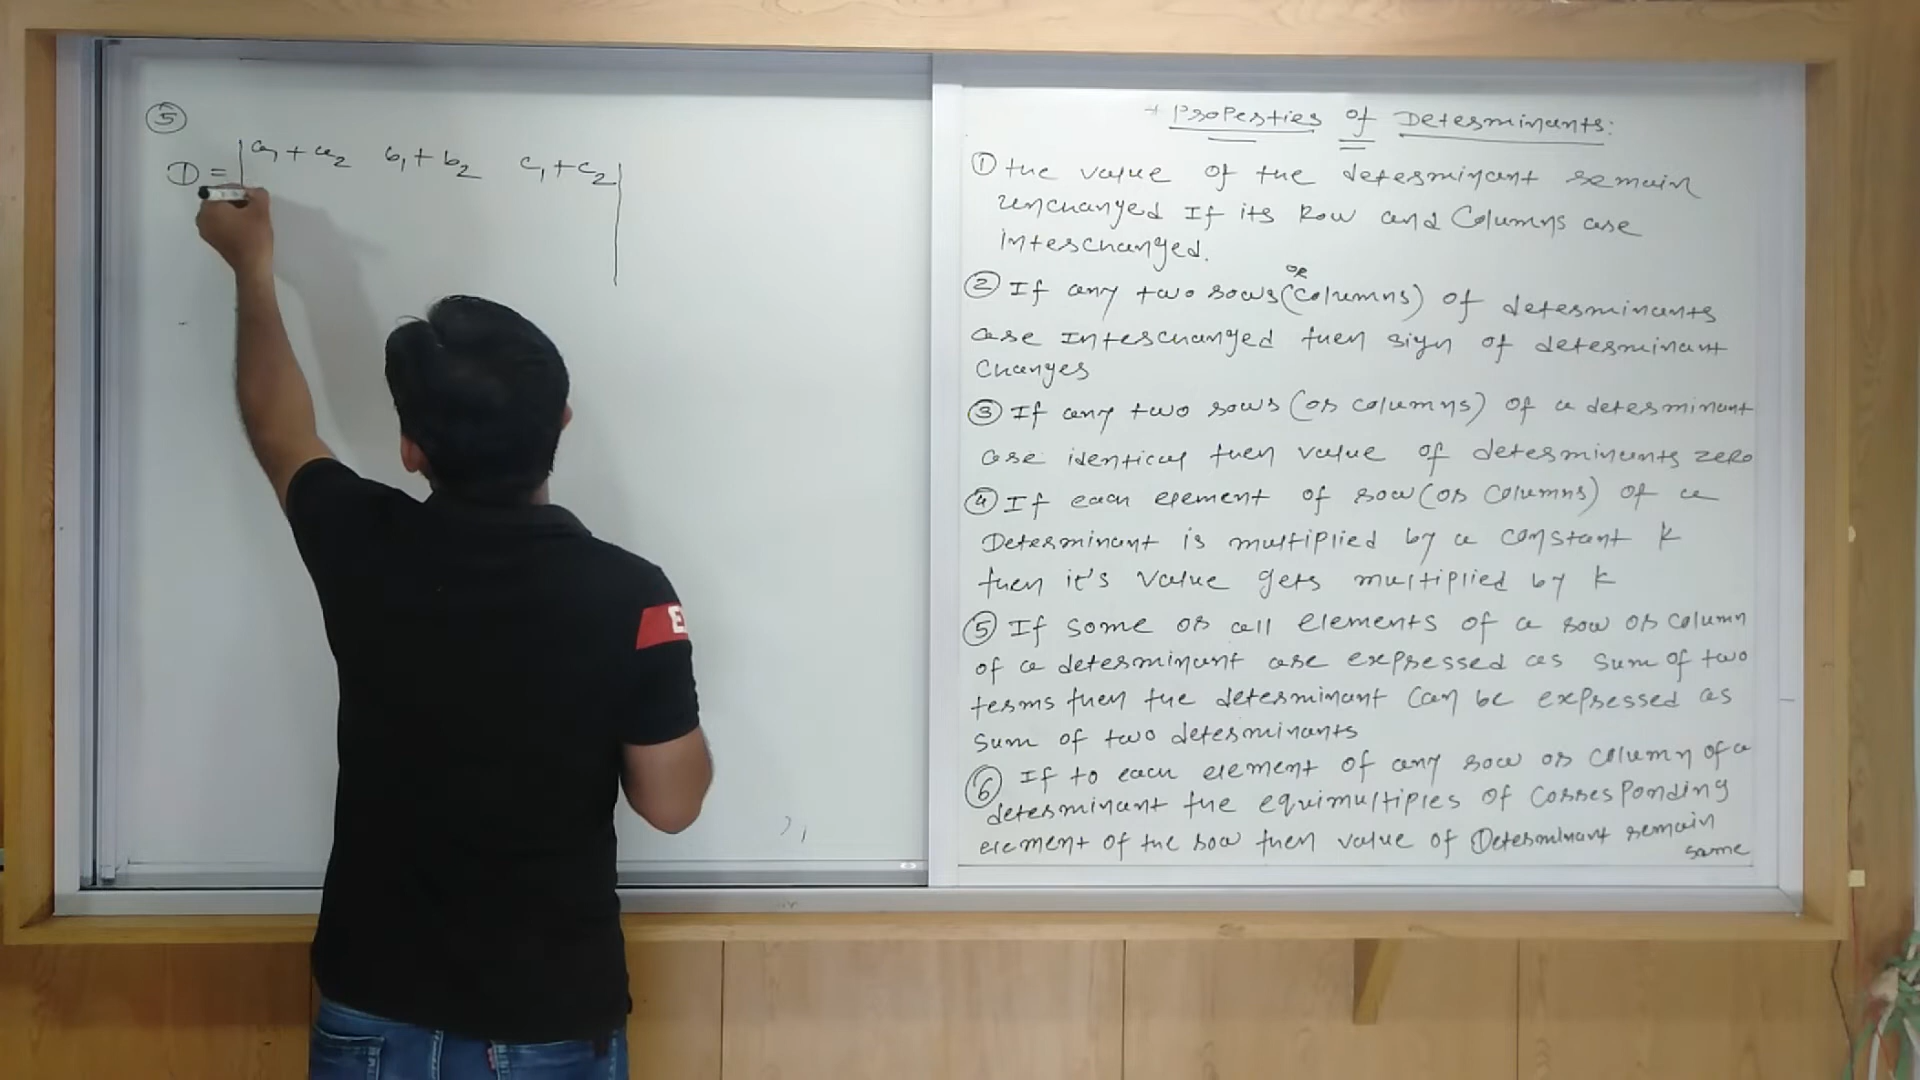 5
D = | a1 + a2 b1 + b2 c1 + c2 |
+ Properties of Determinants:
① the value of the determinant remain
unchanged If its Row and Columns are
interchanged.
or
② If any two rows (columns) of determinants
are Interchanged then sign of determinant
changes
③ If any two rows (or columns) of a determinant
are identical then value of determinants zero
④ If each element of row (or columns) of a
Determinant is multiplied by a constant k
then it's value gets multiplied by k
⑤ If some or all elements of a row or column
of a determinant are expressed as sum of two
terms then the determinant can be expressed as
sum of two determinants
⑥ If to each element of any row or column of a
determinant the equimultiples of corresponding
element of the row then value of Determinant remain
same
E